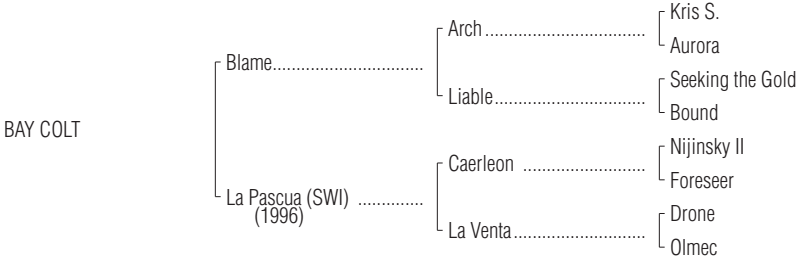 Kris S.
Arch ................................
Aurora
Blame..............................
Seeking the Gold
Liable..............................
Bound
BAY COLT
Nijinsky II
Caerleon ........................
Foreseer
La Pascua (SWI) .............
(1996)
Drone
La Venta..........................
Olmec